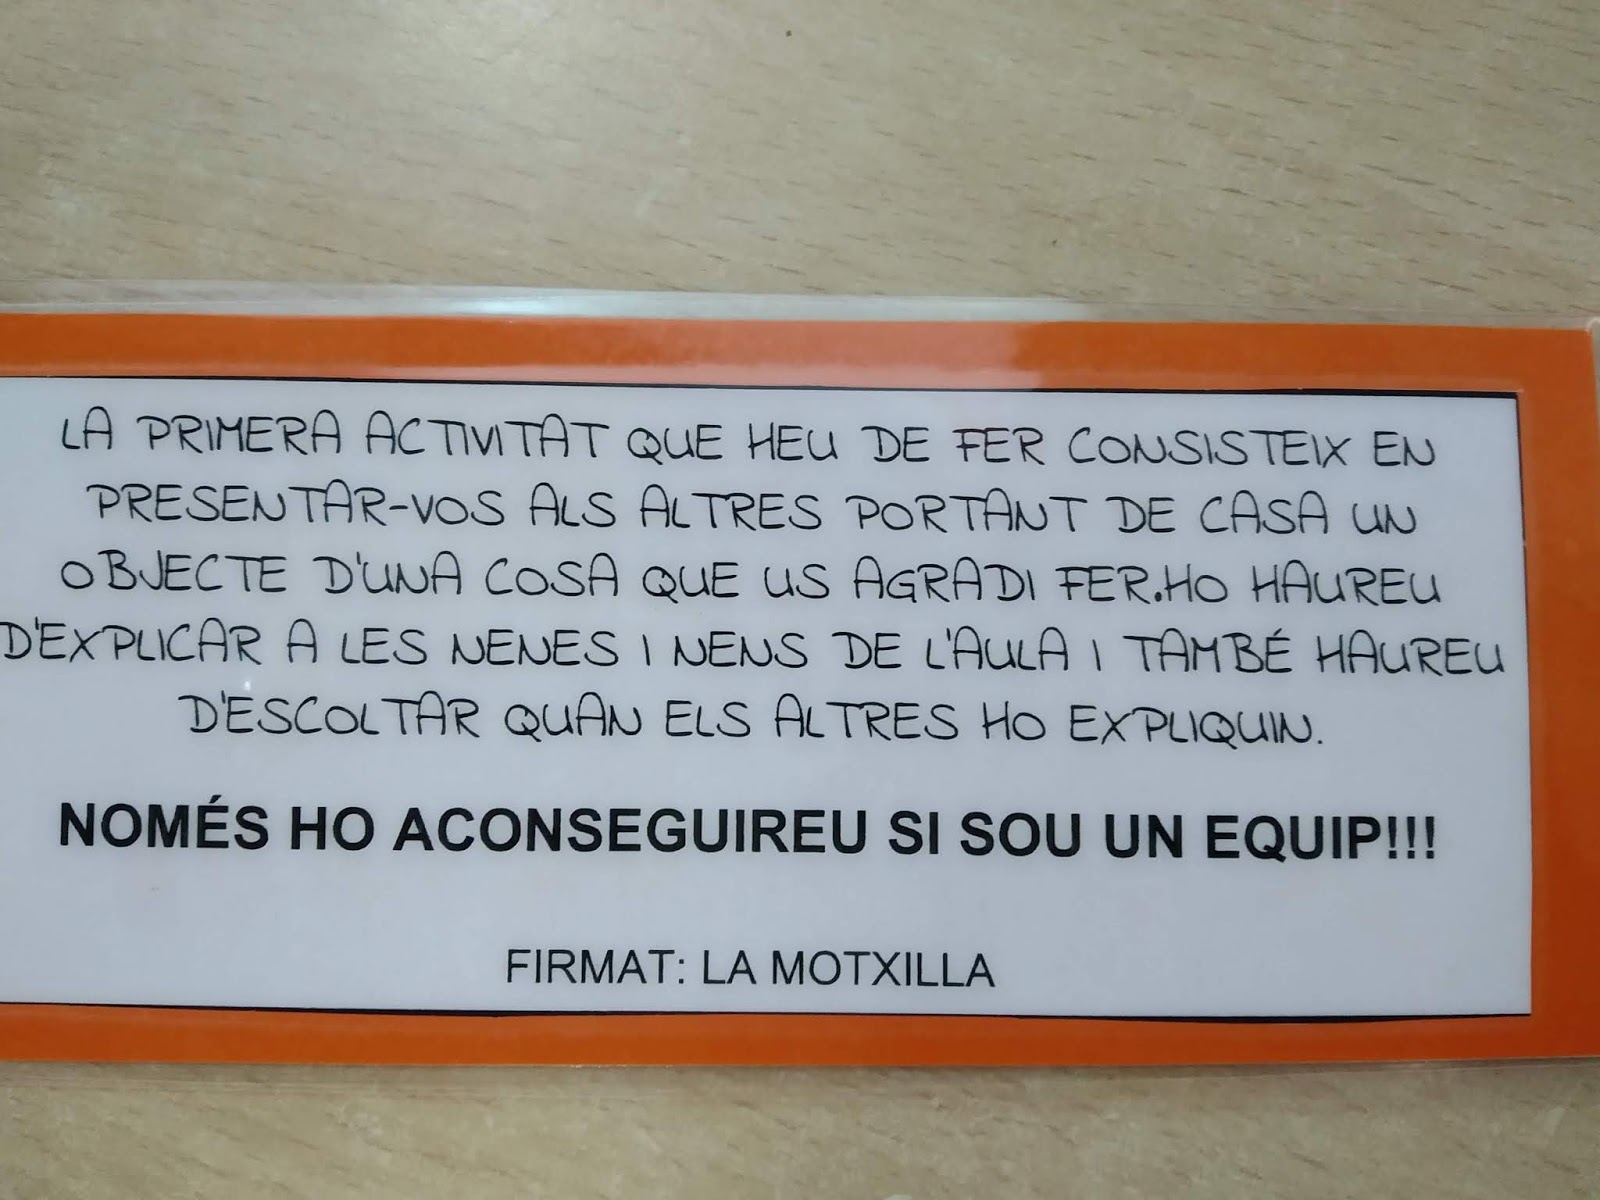 LA PRIMERA ACTIVITAT QUE HEU DE FER CONSISTEIX EN
PRESENTAR-VOS ALS ALTRES PORTANT DE CASA UN
OBJECTE D'UNA COSA QUE US AGRADI FER.HO HAUREU
D'EXPLICAR A LES NENES I NENS DE L'AULA I TAMBÉ HAUREU
D'ESCOLTAR QUAN ELS ALTRES HO EXPLIQUIN.
NOMÉS HO ACONSEGUIREU SI SOU UN EQUIP!!!
FIRMAT: LA MOTXILLA